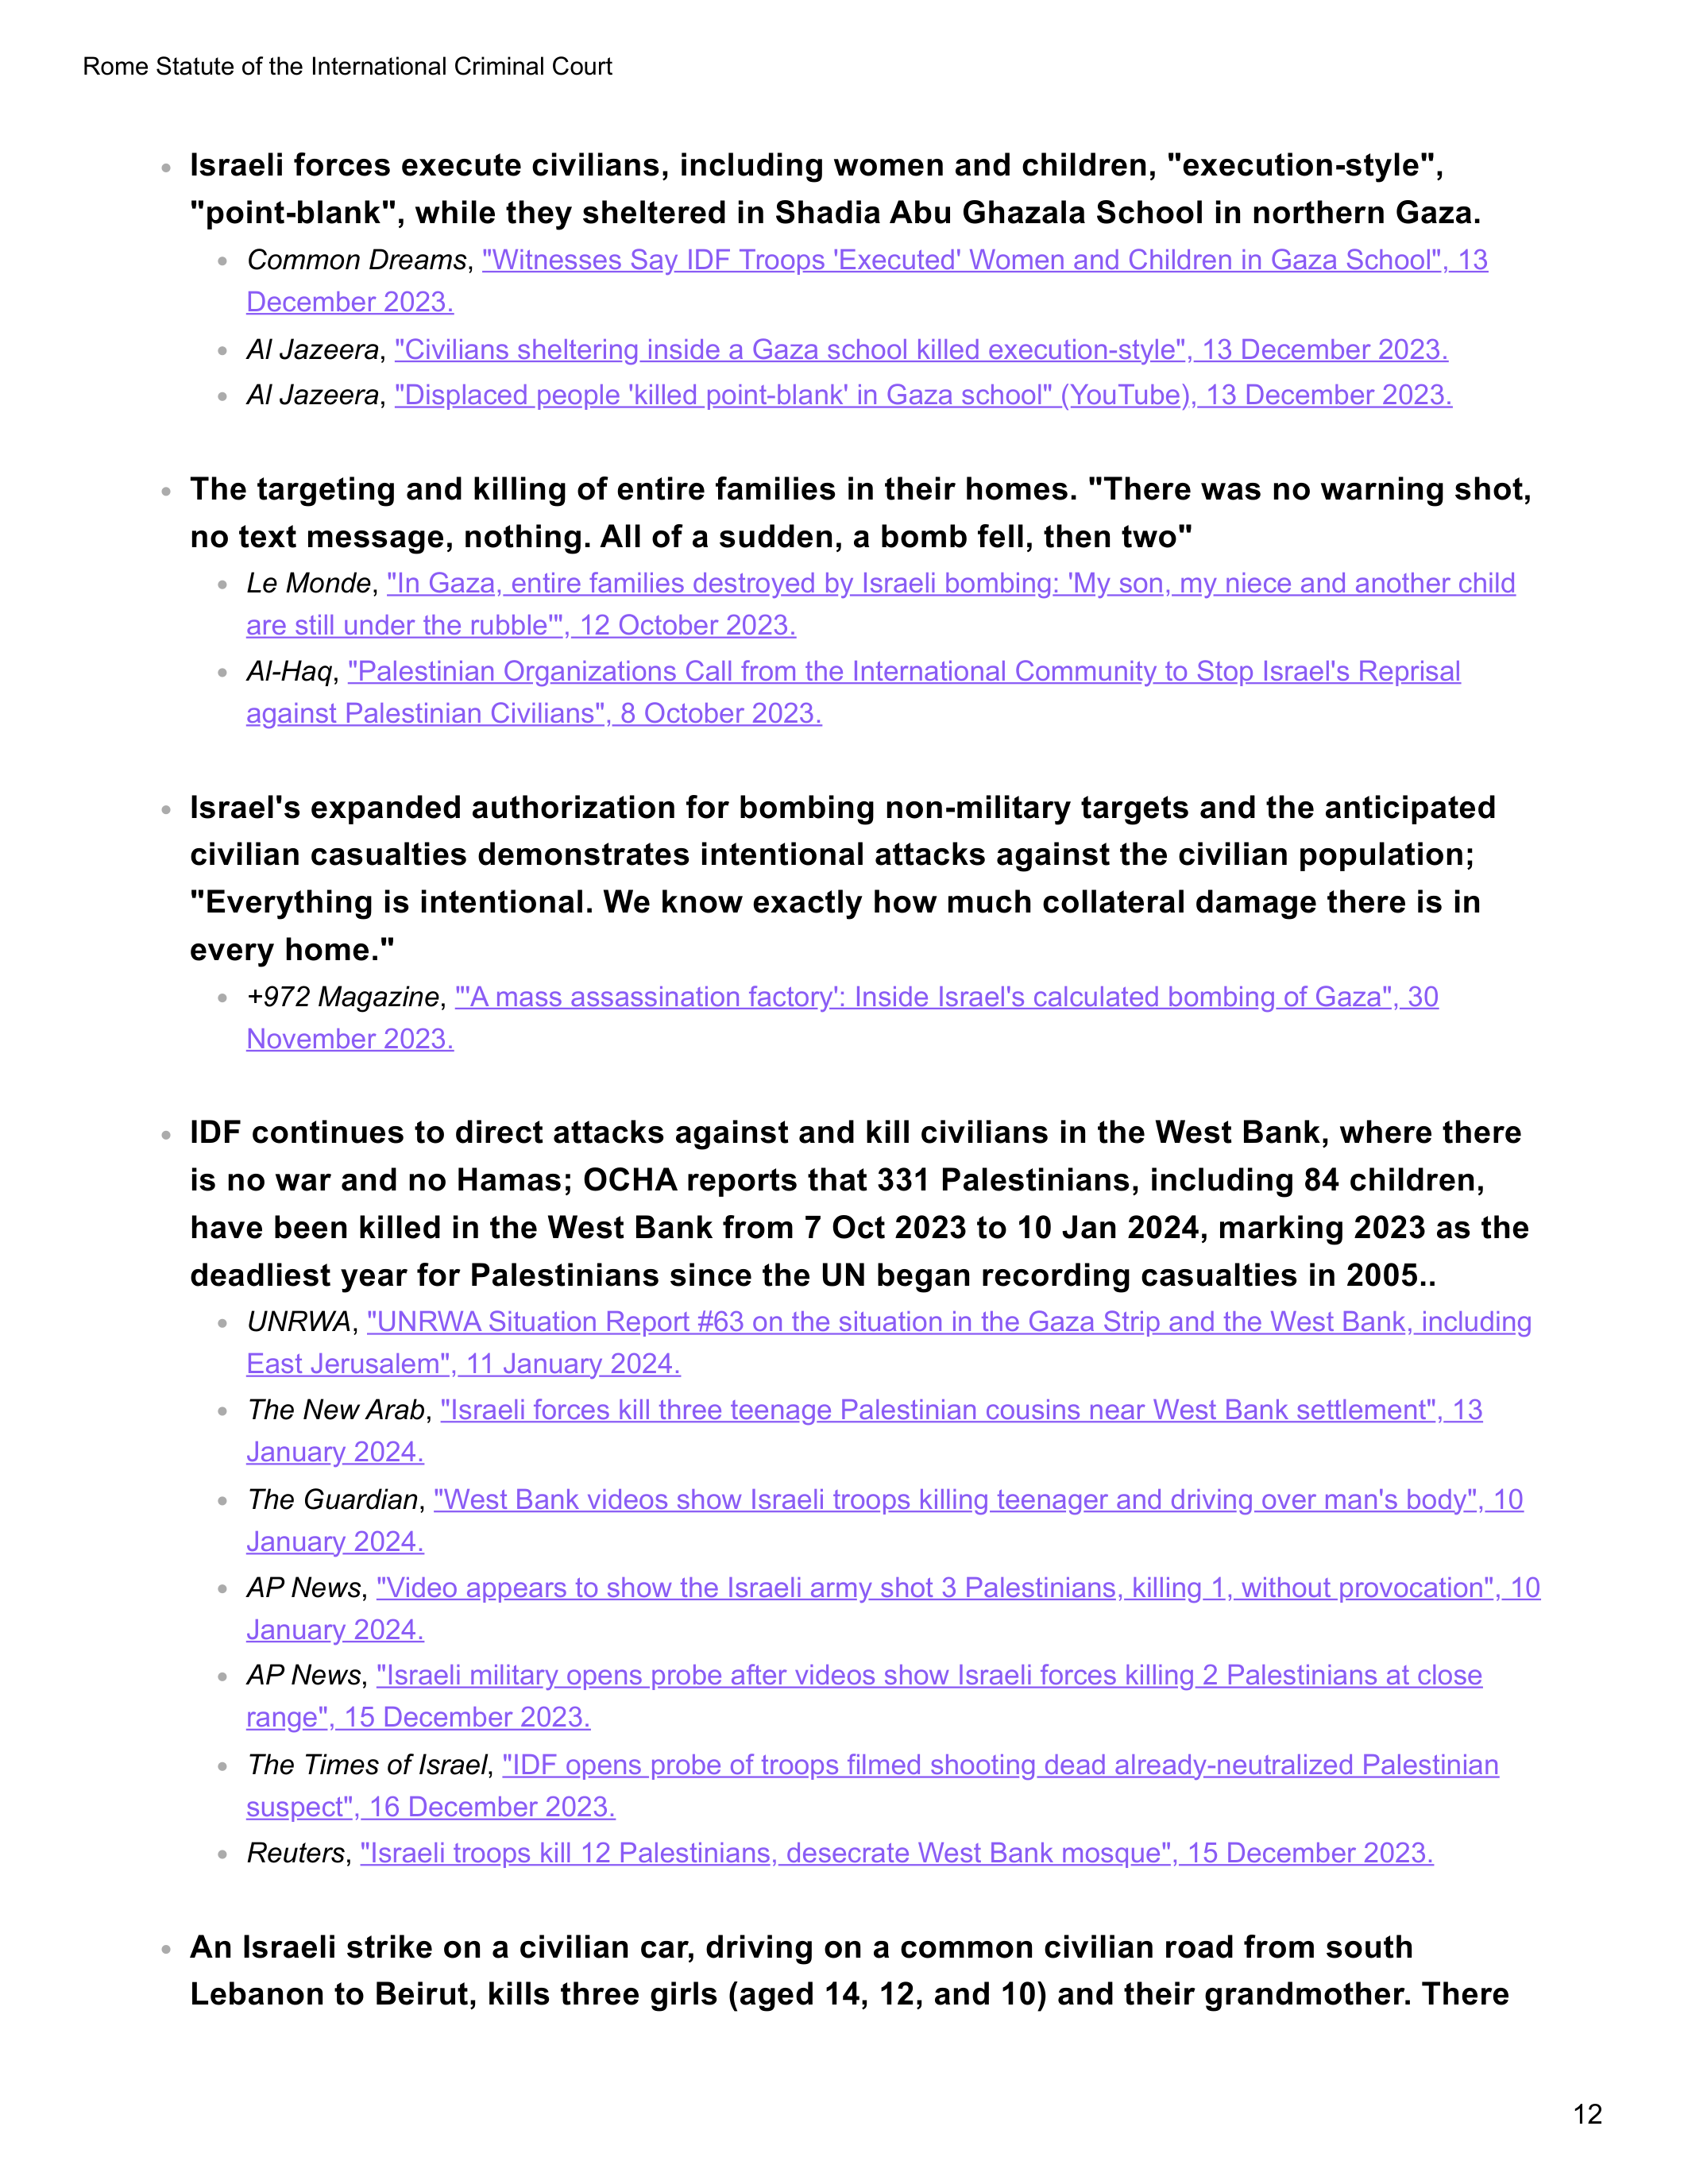 Rome Statute of the International Criminal Court
Israeli forces execute civilians, including women and children, "execution-style",
"point-blank", while they sheltered in Shadia Abu Ghazala School in northern Gaza.
Common Dreams, "Witnesses Say IDF Troops 'Executed' Women and Children in Gaza School", 13
December 2023.
Al Jazeera, "Civilians sheltering inside a Gaza school killed execution-style", 13 December 2023.
Al Jazeera, "Displaced people 'killed point-blank' in Gaza school" (YouTube), 13 December 2023.
The targeting and killing of entire families in their homes. "There was no warning shot,
no text message, nothing. All of a sudden, a bomb fell, then two"
Le Monde, "In Gaza, entire families destroyed by Israeli bombing: 'My son, my niece and another child
are still under the rubble'", 12 October 2023.
Al-Haq, "Palestinian Organizations Call from the International Community to Stop Israel's Reprisal
against Palestinian Civilians", 8 October 2023.
Israel's expanded authorization for bombing non-military targets and the anticipated
civilian casualties demonstrates intentional attacks against the civilian population;
"Everything is intentional. We know exactly how much collateral damage there is in
every home."
+972 Magazine, "'A mass assassination factory': Inside Israel's calculated bombing of Gaza", 30
November 2023.
IDF continues to direct attacks against and kill civilians in the West Bank, where there
is no war and no Hamas; OCHA reports that 331 Palestinians, including 84 children,
have been killed in the West Bank from 7 Oct 2023 to 10 Jan 2024, marking 2023 as the
deadliest year for Palestinians since the UN began recording casualties in 2005..
UNRWA, "UNRWA Situation Report #63 on the situation in the Gaza Strip and the West Bank, including
East Jerusalem", 11 January 2024.
The New Arab, "Israeli forces kill three teenage Palestinian cousins near West Bank settlement", 13
January 2024.
The Guardian, "West Bank videos show Israeli troops killing teenager and driving over man's body", 10
January 2024.
AP News, "Video appears to show the Israeli army shot 3 Palestinians, killing 1, without provocation", 10
January 2024.
AP News, "Israeli military opens probe after videos show Israeli forces killing 2 Palestinians at close
range", 15 December 2023.
The Times of Israel, "IDF opens probe of troops filmed shooting dead already-neutralized Palestinian
suspect", 16 December 2023.
Reuters, "Israeli troops kill 12 Palestinians, desecrate West Bank mosque", 15 December 2023.
An Israeli strike on a civilian car, driving on a common civilian road from south
Lebanon to Beirut, kills three girls (aged 14, 12, and 10) and their grandmother. There
12